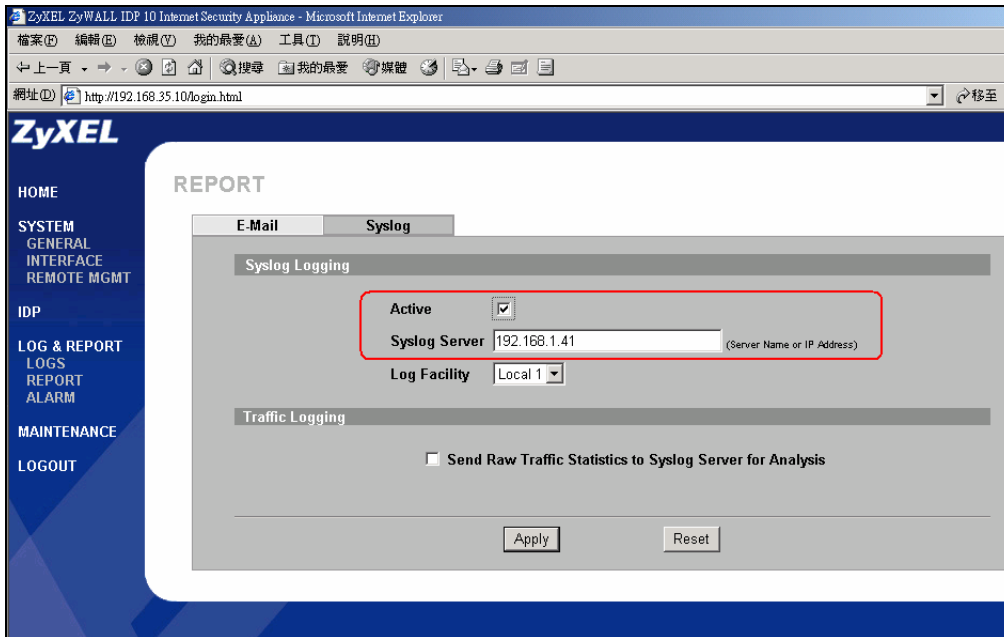 ZyXEL ZyWALL IDP 10 Internet Security Appliance - Microsoft Internet Explorer
檔案(F) 編輯(E) 檢視(V) 我的最愛(A) 工具(T) 說明(H)
上一頁 搜尋 我的最愛 媒體
網址(D) http://192.168.35.10/login.html 移至
ZyXEL
HOME
SYSTEM
GENERAL
INTERFACE
REMOTE MGMT
IDP
LOG & REPORT
LOGS
REPORT
ALARM
MAINTENANCE
LOGOUT
REPORT
E-Mail Syslog
Syslog Logging
Active
Syslog Server 192.168.1.41 (Server Name or IP Address)
Log Facility Local 1
Traffic Logging
Send Raw Traffic Statistics to Syslog Server for Analysis
Apply Reset